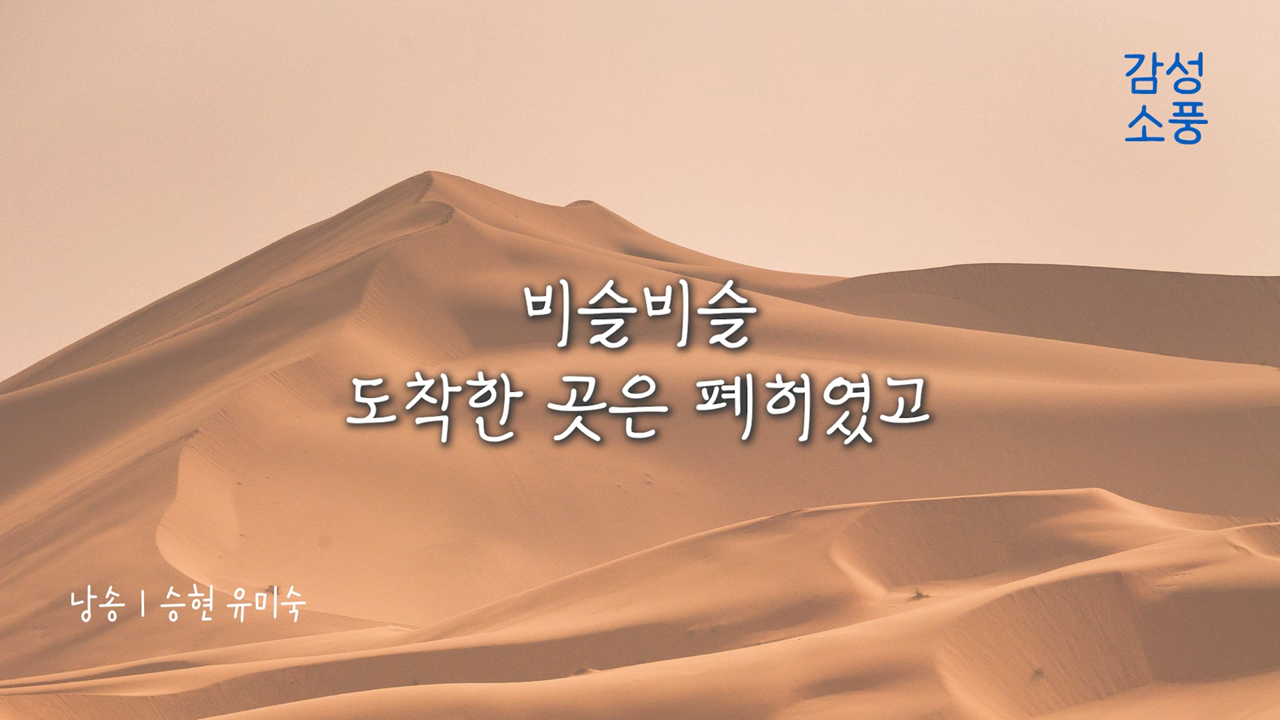 감성
소풍
비슬비슬
도착한 곳은 폐허였고
낭송 | 승현 유미숙